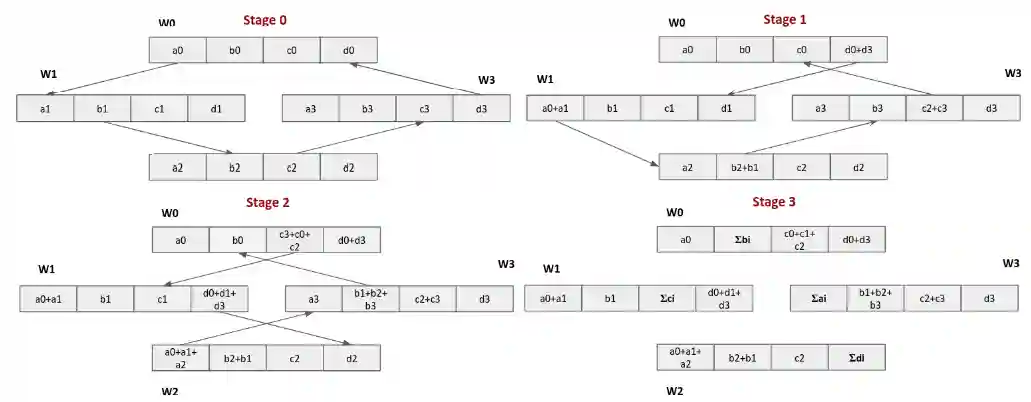 Stage 0
W0
a0 b0 c0 d0
W1
W3
a1 b1 c1 d1
a3 b3 c3 d3
a2 b2 c2 d2
Stage 1
W0
a0 b0 c0 d0+d3
W1
W3
a0+a1 b1 c1 d1
a3 b3 c2+c3 d3
a2 b2+b1 c2 d2
Stage 2
W0
a0 b0 c3+c0+
c2 d0+d3
W1
W3
a0+a1 b1 c1 d0+d1+
d3
a3 b1+b2+
b3 c2+c3 d3
a0+a1+
a2 b2+b1 c2 d2
W2
Stage 3
W0
a0 Σbi c0+c1+
c2 d0+d3
W1
W3
a0+a1 b1 Σci d0+d1+
d3
Σai b1+b2+
b3 c2+c3 d3
a0+a1+
a2 b2+b1 c2 Σdi
W2